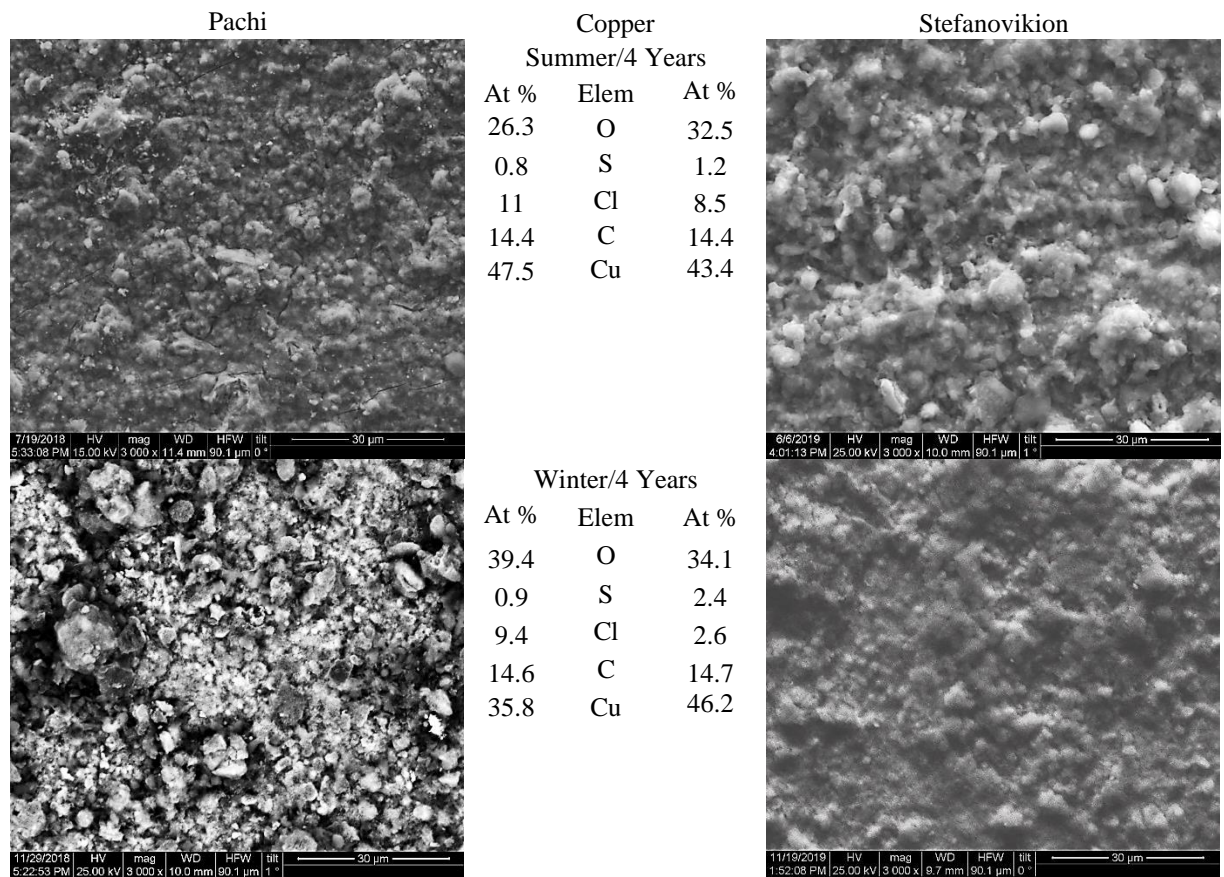 Pachi Copper Stefanovikion
Summer/4 Years
At % Elem At %
26.3 O 32.5
0.8 S 1.2
11 Cl 8.5
14.4 C 14.4
47.5 Cu 43.4
7/19/2018 HV mag WD HFW tilt 30 µm
5:33:08 PM 15.00 kV 3 000 x 11.4 mm 90.1 µm 0 °
6/6/2019 HV mag WD HFW tilt 30 µm
4:01:13 PM 25.00 kV 3 000 x 10.0 mm 90.1 µm 1 °
Winter/4 Years
At % Elem At %
39.4 O 34.1
0.9 S 2.4
9.4 Cl 2.6
14.6 C 14.7
35.8 Cu 46.2
11/29/2018 HV mag WD HFW tilt 30 µm
5:22:53 PM 25.00 kV 3 000 x 10.0 mm 90.1 µm 1 °
11/19/2019 HV mag WD HFW tilt 30 µm
1:52:08 PM 25.00 kV 3 000 x 9.7 mm 90.1 µm 0 °